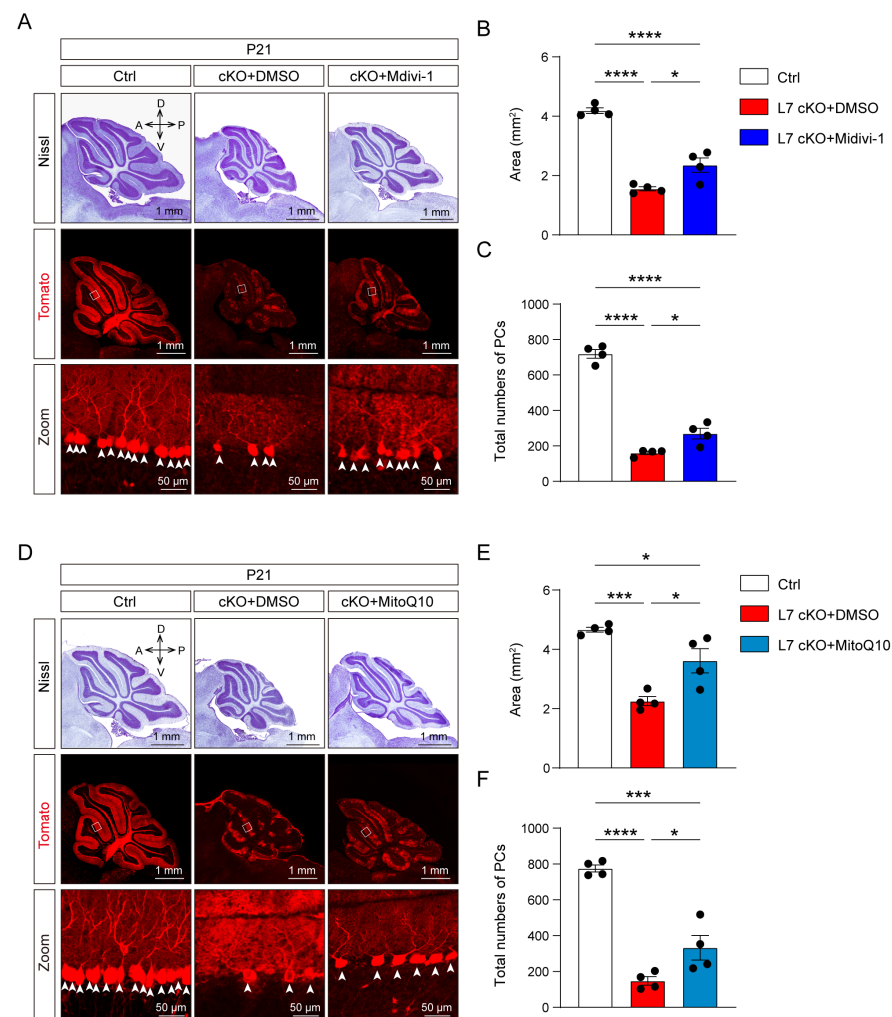 A
P21
Ctrl
cKO+DMSO
cKO+Mdivi-1
Nissl
D
A
P
V
1 mm
1 mm
1 mm
Tomato
1 mm
1 mm
1 mm
Zoom
50 µm
50 µm
50 µm
B
****
****
*
6
4
2
0
Area (mm²)
Ctrl
L7 cKO+DMSO
L7 cKO+Midivi-1
C
****
****
*
1000
800
600
400
200
0
Total numbers of PCs
D
P21
Ctrl
cKO+DMSO
cKO+MitoQ10
Nissl
D
A
P
V
1 mm
1 mm
1 mm
Tomato
1 mm
1 mm
1 mm
Zoom
50 µm
50 µm
50 µm
E
*
***
*
6
4
2
0
Area (mm²)
Ctrl
L7 cKO+DMSO
L7 cKO+MitoQ10
F
***
****
*
1000
800
600
400
200
0
Total numbers of PCs